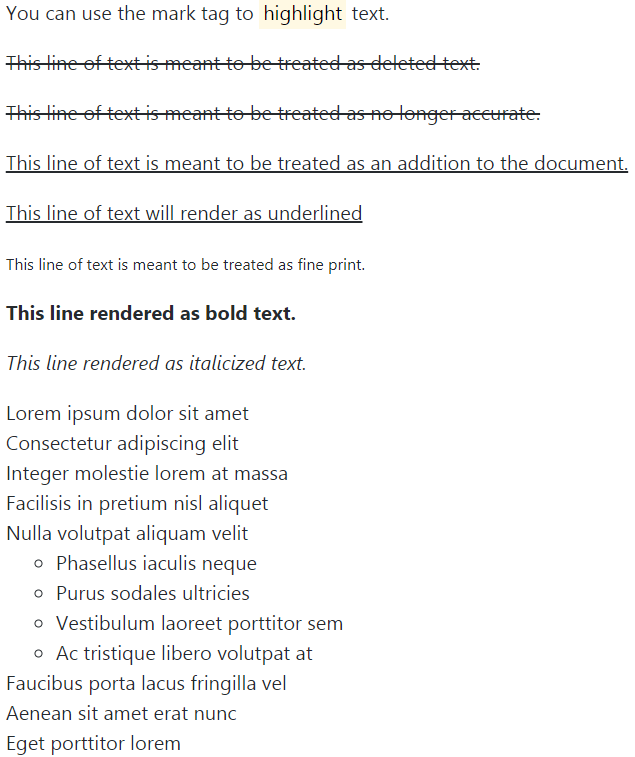 You can use the mark tag to highlight text.
This line of text is meant to be treated as deleted text.
This line of text is meant to be treated as no longer accurate.
This line of text is meant to be treated as an addition to the document.
This line of text will render as underlined
This line of text is meant to be treated as fine print.
This line rendered as bold text.
This line rendered as italicized text.
Lorem ipsum dolor sit amet
Consectetur adipiscing elit
Integer molestie lorem at massa
Facilisis in pretium nisl aliquet
Nulla volutpat aliquam velit
Phasellus iaculis neque
Purus sodales ultricies
Vestibulum laoreet porttitor sem
Ac tristique libero volutpat at
Faucibus porta lacus fringilla vel
Aenean sit amet erat nunc
Eget porttitor lorem